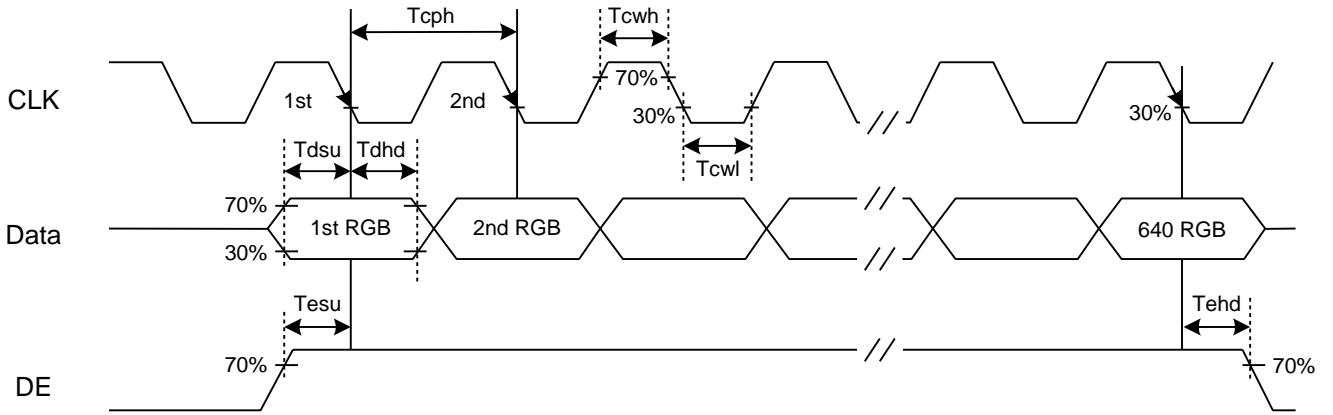 Tcph
Tcwh
CLK
1st
2nd
70%
30%
30%
Tcwl
Tdsu
Tdhd
Data
70%
30%
1st RGB
2nd RGB
640 RGB
Tesu
Tehd
DE
70%
70%